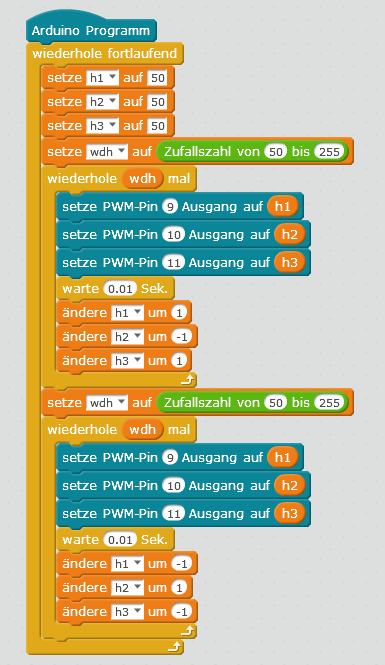 Arduino Programm
wiederhole fortlaufend
setze h1 auf 50
setze h2 auf 50
setze h3 auf 50
setze wdh auf Zufallszahl von 50 bis 255
wiederhole wdh mal
setze PWM-Pin 9 Ausgang auf h1
setze PWM-Pin 10 Ausgang auf h2
setze PWM-Pin 11 Ausgang auf h3
warte 0.01 Sek.
ändere h1 um 1
ändere h2 um -1
ändere h3 um 1
setze wdh auf Zufallszahl von 50 bis 255
wiederhole wdh mal
setze PWM-Pin 9 Ausgang auf h1
setze PWM-Pin 10 Ausgang auf h2
setze PWM-Pin 11 Ausgang auf h3
warte 0.01 Sek.
ändere h1 um -1
ändere h2 um 1
ändere h3 um -1